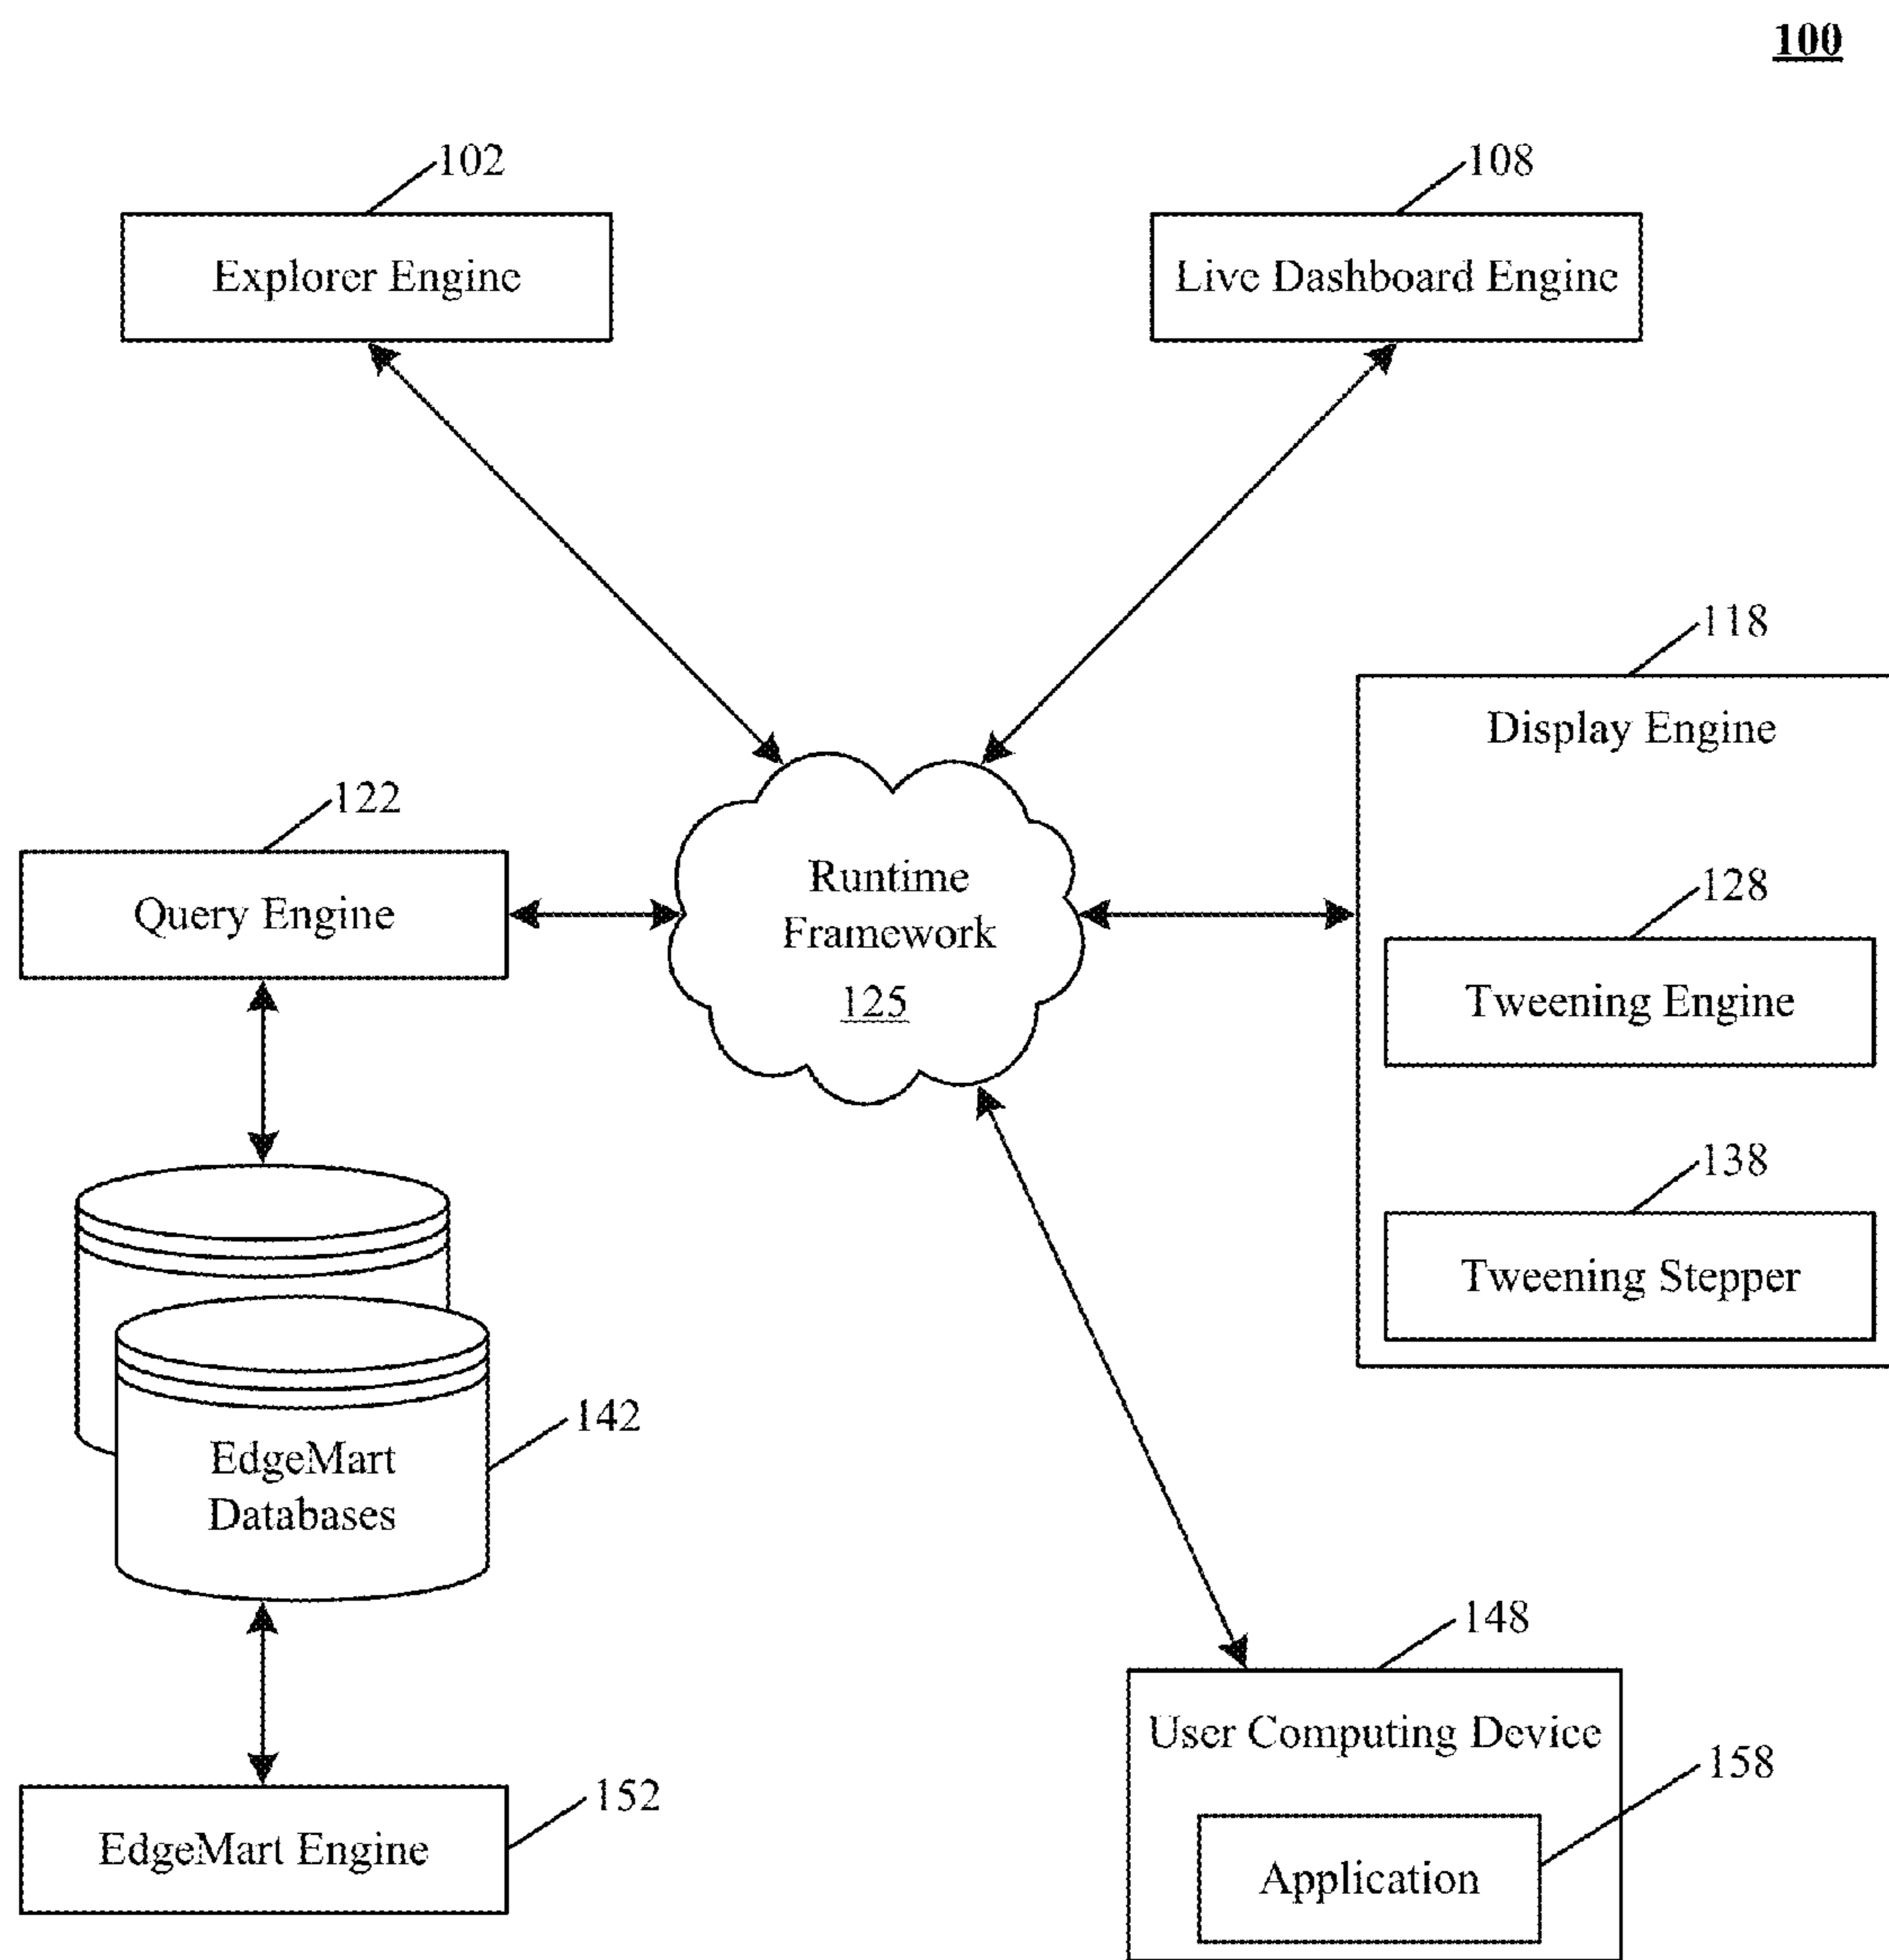 100
102
108
Explorer Engine
Live Dashboard Engine
118
Display Engine
122
Query Engine
Runtime
Framework
125
128
Tweening Engine
138
Tweening Stepper
142
EdgeMart
Databases
148
User Computing Device
158
Application
152
EdgeMart Engine